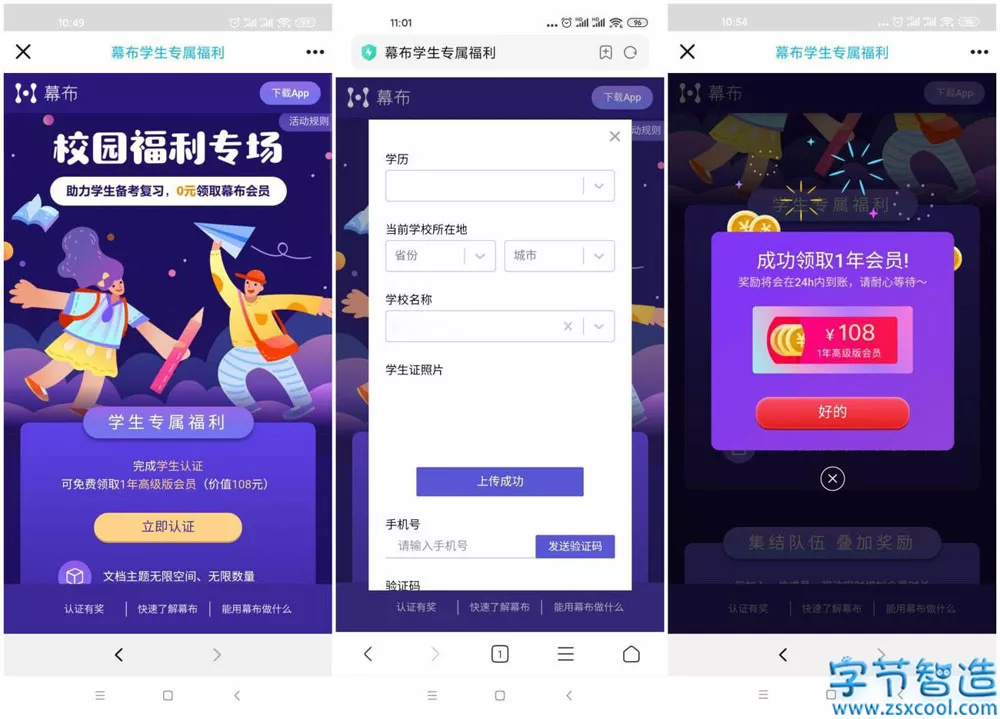 10:49
幕布学生专属福利
幕布
下载App
活动规则
校园福利专场
助力学生备考复习，0元领取幕布会员
学生专属福利
完成学生认证
可免费领取1年高级版会员（价值108元）
立即认证
文档主题无限空间、无限数量
认证有奖
快速了解幕布
能用幕布做什么
11:01
96
幕布学生专属福利
幕布
下载App
动规则
学历
当前学校所在地
省份
城市
学校名称
学生证照片
上传成功
手机号
请输入手机号
发送验证码
验证码
认证有奖
快速了解幕布
能用幕布做什么
1
10:54
幕布学生专属福利
幕布
下载App
学生专属福利
成功领取1年会员!
奖励将会在24h内到账，请耐心等待～
¥108
1年高级版会员
好的
集结队伍 叠加奖励
认证有奖
快速了解幕布
能用幕布做什么
字节智造
www.zsxcool.com